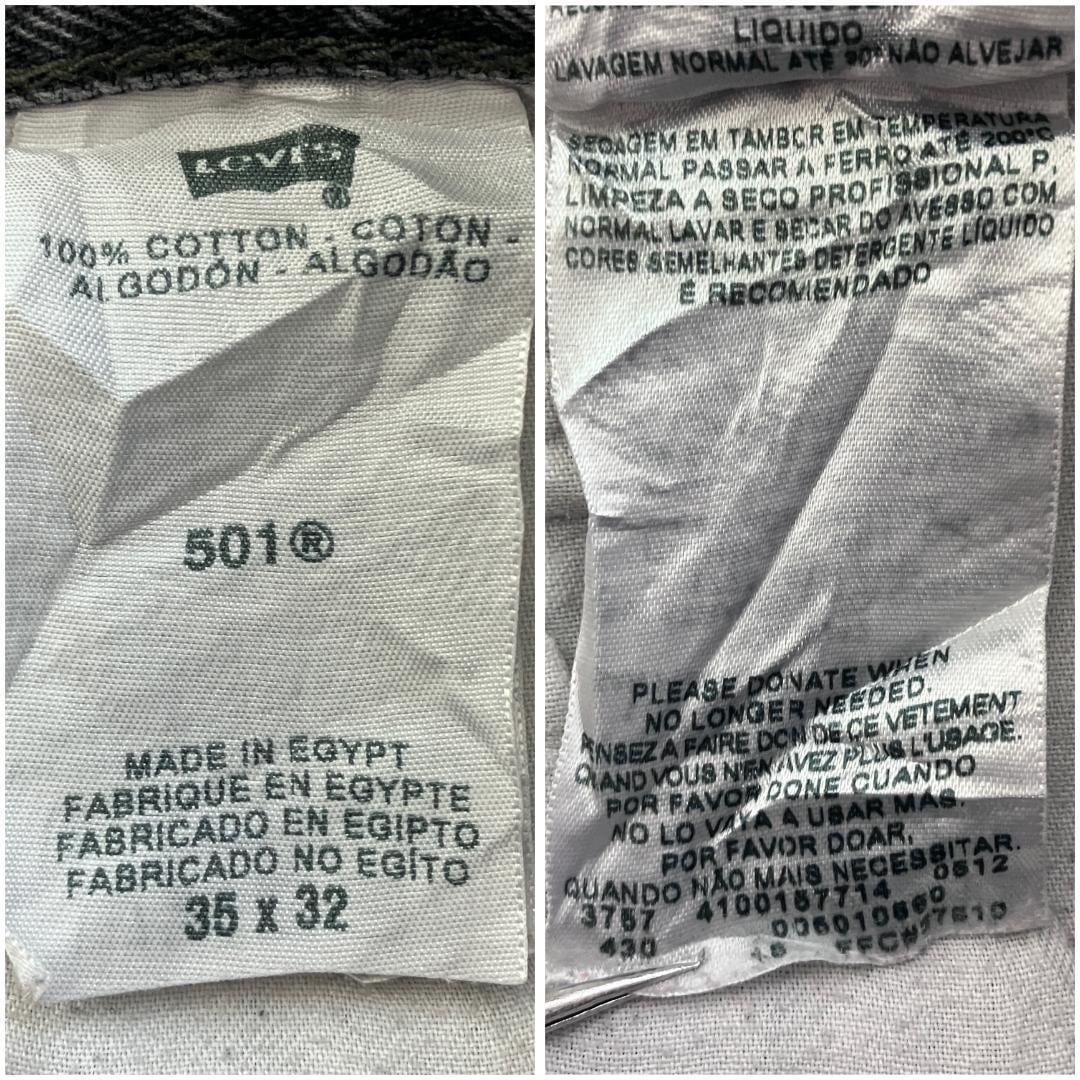 Levi's
®
100% COTTON - COTON -
ALGODÓN - ALGODÃO
501®
MADE IN EGYPT
FABRIQUE EN EGYPTE
FABRICADO EN EGIPTO
FABRICADO NO EGITO
35 X 32
LIQUIDO
LAVAGEM NORMAL ATÉ 90° NÃO ALVEJAR
SECAGEM EM TAMBOR EM TEMPERATURA
NORMAL PASSAR A FERRO ATÉ 200°C
LIMPEZA A SECO PROFISSIONAL P,
NORMAL LAVAR E SECAR DO AVESSO COM
CORES SEMELHANTES DETERGENTE LÍQUIDO
É RECOMENDADO
PLEASE DONATE WHEN
NO LONGER NEEDED.
PENSEZ A FAIRE DON DE CE VETEMENT
QUAND VOUS N'EN AVEZ PLUS L'USAGE.
POR FAVOR DONE CUANDO
NO LO VAYA A USAR MÁS.
POR FAVOR DOAR,
QUANDO NÃO MAIS NECESSITAR.
3757 4100157714 0512
430